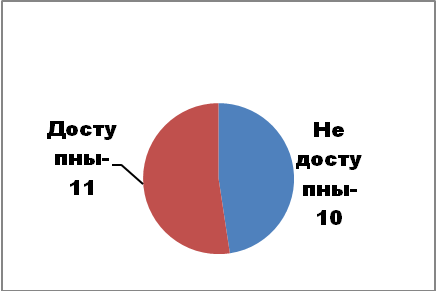 Досту
пны-
11
Не
досту
пны-
10